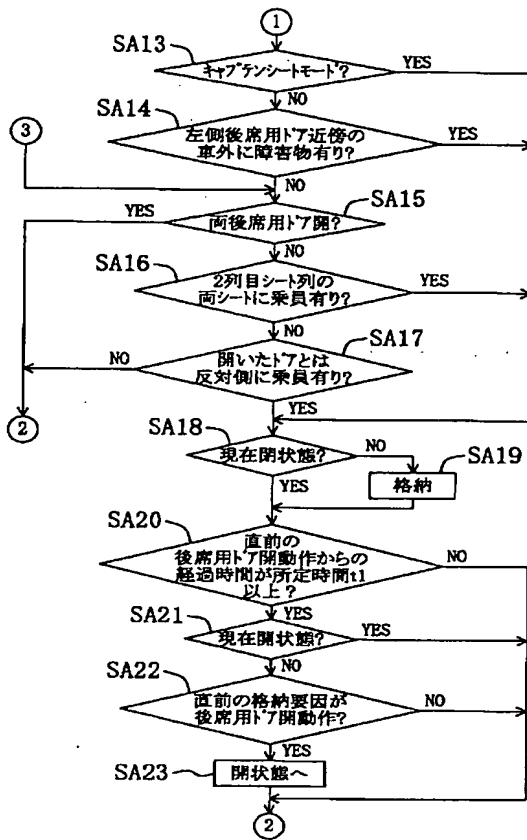 1
SA13
キャプテンシートモード?
YES
NO
SA14
左側後席用ドア近傍の
車外に障害物有り?
YES
3
NO
SA15
YES
両後席用ドア開?
NO
SA16
2列目シート列の
両シートに乗員有り?
YES
NO
SA17
開いたドアとは
反対側に乗員有り?
NO
YES
2
SA18
現在閉状態?
NO
SA19
格納
YES
SA20
直前の
後席用ドア開動作からの
経過時間が所定時間t1
以上?
NO
YES
SA21
現在開状態?
YES
NO
SA22
直前の格納要因が
後席用ドア開動作?
NO
YES
SA23
開状態へ
2